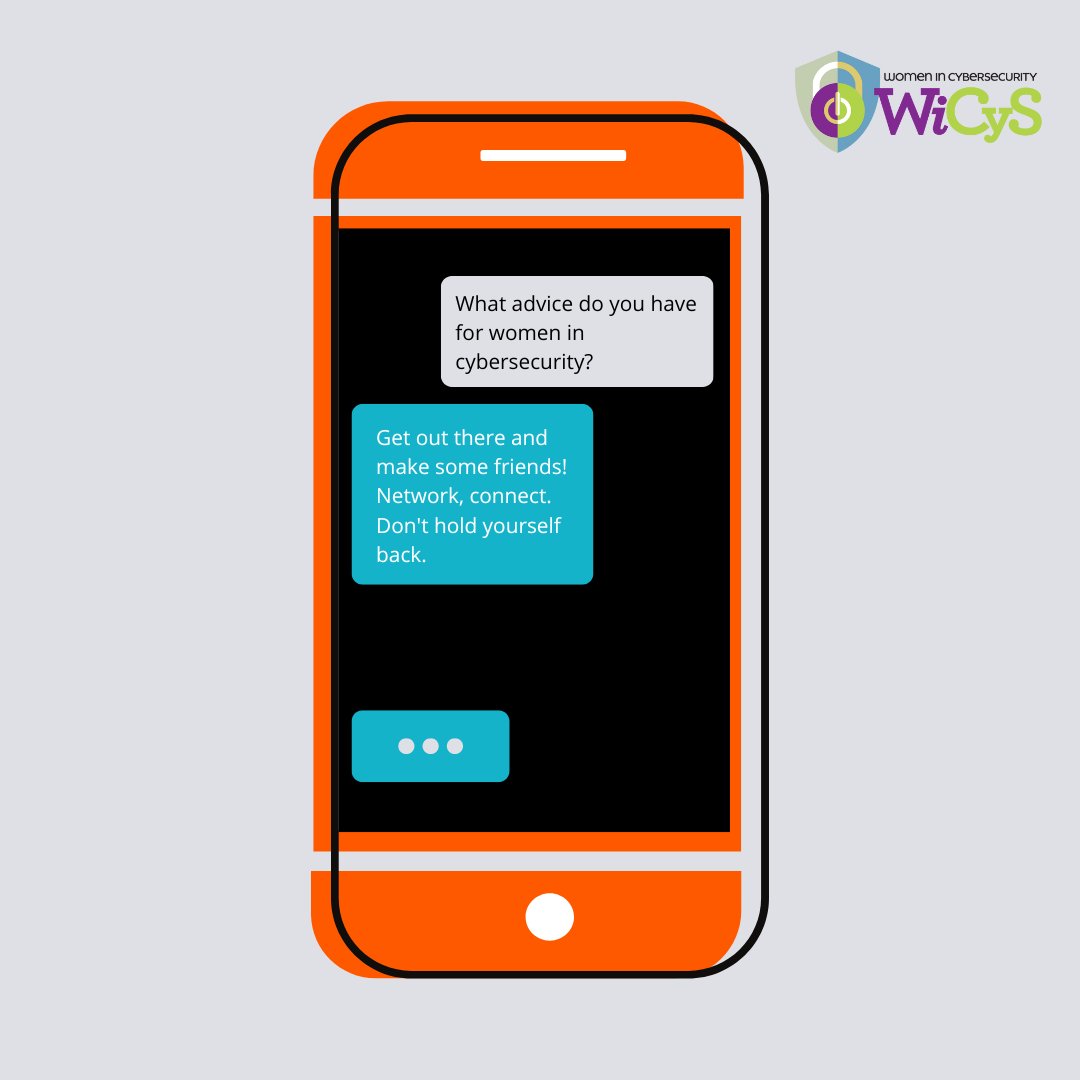 WOMEN IN CYBERSECURITY
WiCyS
What advice do you have
for women in
cybersecurity?
Get out there and
make some friends!
Network, connect.
Don't hold yourself
back.